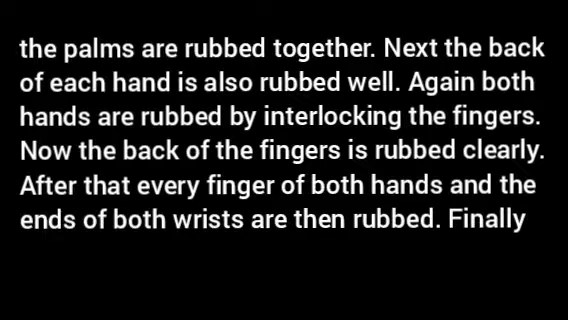 the palms are rubbed together. Next the back
of each hand is also rubbed well. Again both
hands are rubbed by interlocking the fingers.
Now the back of the fingers is rubbed clearly.
After that every finger of both hands and the
ends of both wrists are then rubbed. Finally